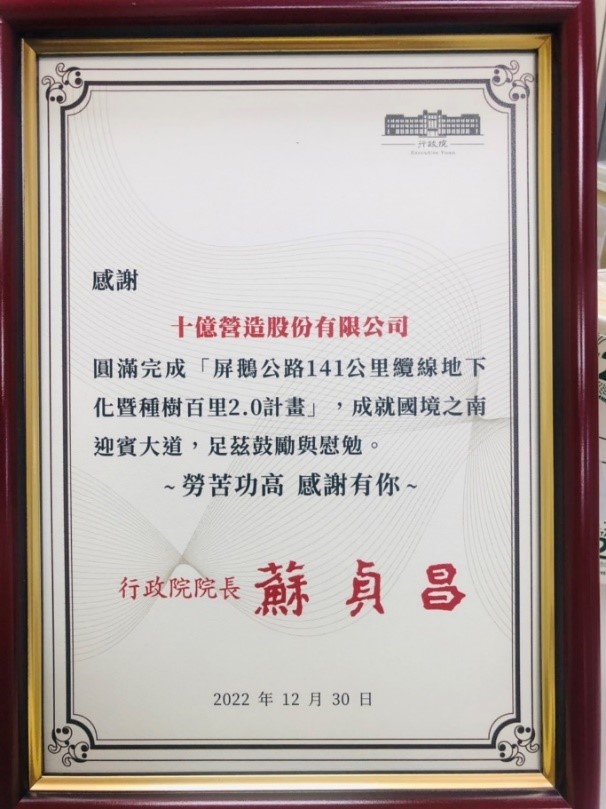 行政院
Executive Yuan
感謝
十億營造股份有限公司
圓滿完成「屏鵝公路141公里纜線地下
化暨種樹百里2.0計畫」，成就國境之南
迎賓大道，足茲鼓勵與慰勉。
~勞苦功高 感謝有你~
行政院院長 蘇貞昌
2022 年 12 月 30 日